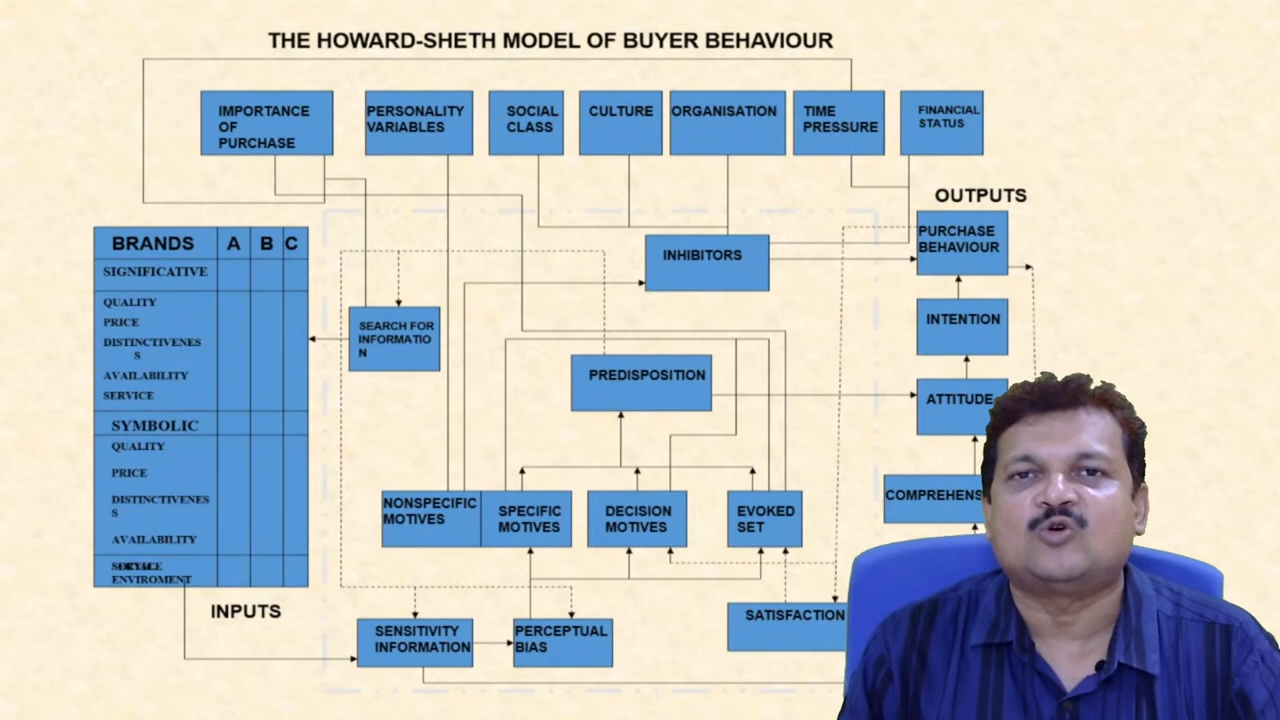 THE HOWARD-SHETH MODEL OF BUYER BEHAVIOUR
IMPORTANCE
OF
PURCHASE
PERSONALITY
VARIABLES
SOCIAL
CLASS
CULTURE
ORGANISATION
TIME
PRESSURE
FINANCIAL
STATUS
OUTPUTS
BRANDS A B C
SIGNIFICATIVE
QUALITY
PRICE
DISTINCTIVENES
S
AVAILABILITY
SERVICE
SYMBOLIC
QUALITY
PRICE
DISTINCTIVENES
S
AVAILABILITY
ENVIROMENT
INPUTS
PURCHASE
BEHAVIOUR
INHIBITORS
INTENTION
SEARCH FOR
INFORMATIO
N
PREDISPOSITION
ATTITUDE
NONSPECIFIC
MOTIVES
SPECIFIC
MOTIVES
DECISION
MOTIVES
EVOKED
SET
COMPREHENS
SENSITIVITY
INFORMATION
PERCEPTUAL
BIAS
SATISFACTION